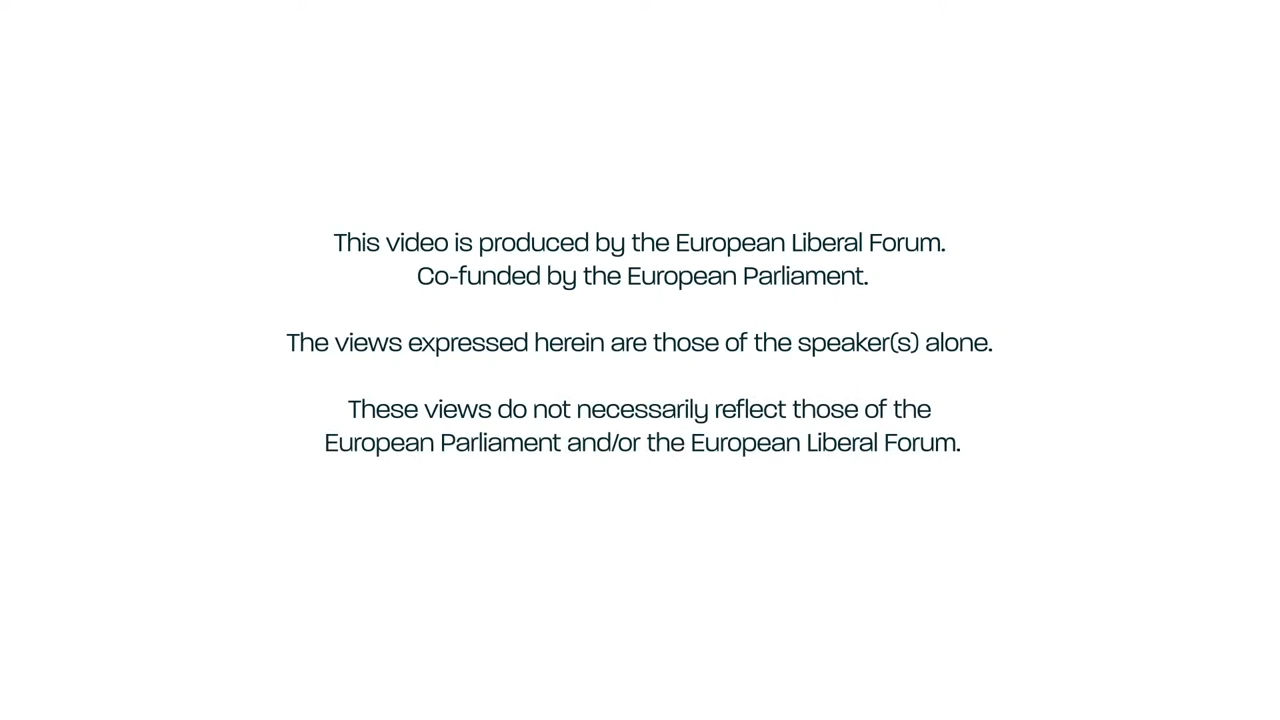 This video is produced by the European Liberal Forum.
Co-funded by the European Parliament.
The views expressed herein are those of the speaker(s) alone.
These views do not necessarily reflect those of the
European Parliament and/or the European Liberal Forum.